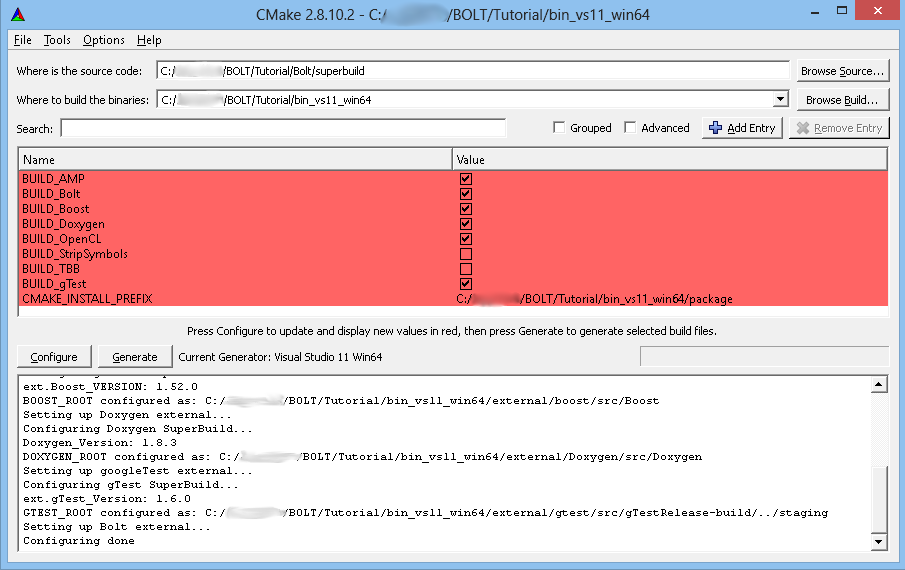 CMake 2.8.10.2 - C:/ /BOLT/Tutorial/bin_vs11_win64
File Tools Options Help
Where is the source code: C:/ /BOLT/Tutorial/Bolt/superbuild Browse Source...
Where to build the binaries: C:/ /BOLT/Tutorial/bin_vs11_win64 Browse Build...
Search: Grouped Advanced Add Entry Remove Entry
Name Value
BUILD_AMP
BUILD_Bolt
BUILD_Boost
BUILD_Doxygen
BUILD_OpenCL
BUILD_StripSymbols
BUILD_TBB
BUILD_gTest
CMAKE_INSTALL_PREFIX C:/ /BOLT/Tutorial/bin_vs11_win64/package
Press Configure to update and display new values in red, then press Generate to generate selected build files.
Configure Generate Current Generator: Visual Studio 11 Win64
ext.Boost_VERSION: 1.52.0
BOOST_ROOT configured as: C:/ /BOLT/Tutorial/bin_vs11_win64/external/boost/src/Boost
Setting up Doxygen external...
Configuring Doxygen SuperBuild...
Doxygen_Version: 1.8.3
DOXYGEN_ROOT configured as: C:/ /BOLT/Tutorial/bin_vs11_win64/external/Doxygen/src/Doxygen
Setting up googleTest external...
Configuring gTest SuperBuild...
ext.gTest_Version: 1.6.0
GTEST_ROOT configured as: C:/ /BOLT/Tutorial/bin_vs11_win64/external/gtest/src/gTestRelease-build/../staging
Setting up Bolt external...
Configuring done